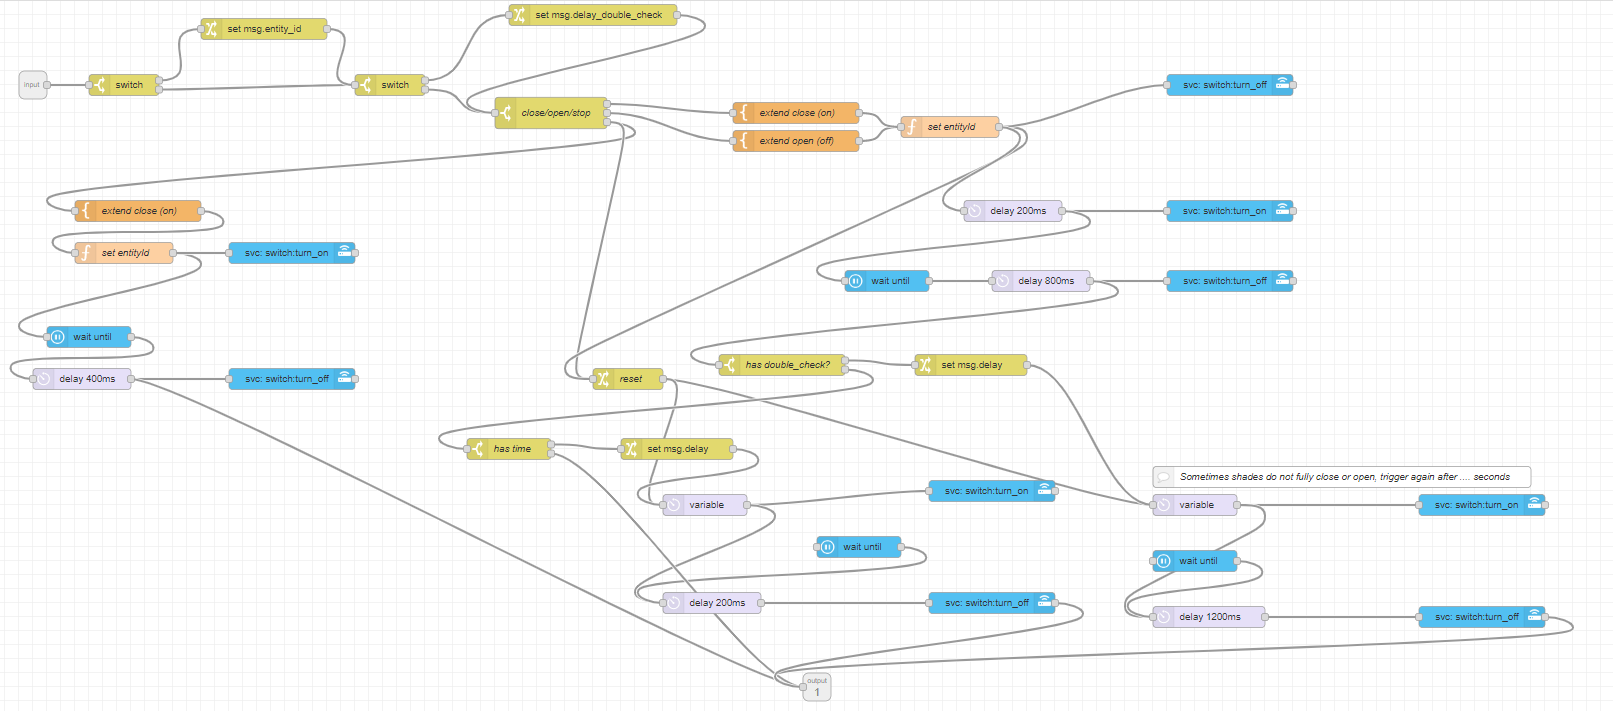 set msg.delay_double_check
set msg.entity_id
input
switch
switch
svc: switch:turn_off
close/open/stop
extend close (on)
set entityId
extend open (off)
extend close (on)
delay 200ms
svc: switch:turn_on
set entityId
svc: switch:turn_on
wait until
delay 800ms
svc: switch:turn_off
wait until
has double_check?
set msg.delay
delay 400ms
svc: switch:turn_off
reset
has time
set msg.delay
Sometimes shades do not fully close or open, trigger again after .... seconds
svc: switch:turn_on
variable
variable
svc: switch:turn_on
wait until
wait until
delay 200ms
svc: switch:turn_off
delay 1200ms
svc: switch:turn_off
output
1